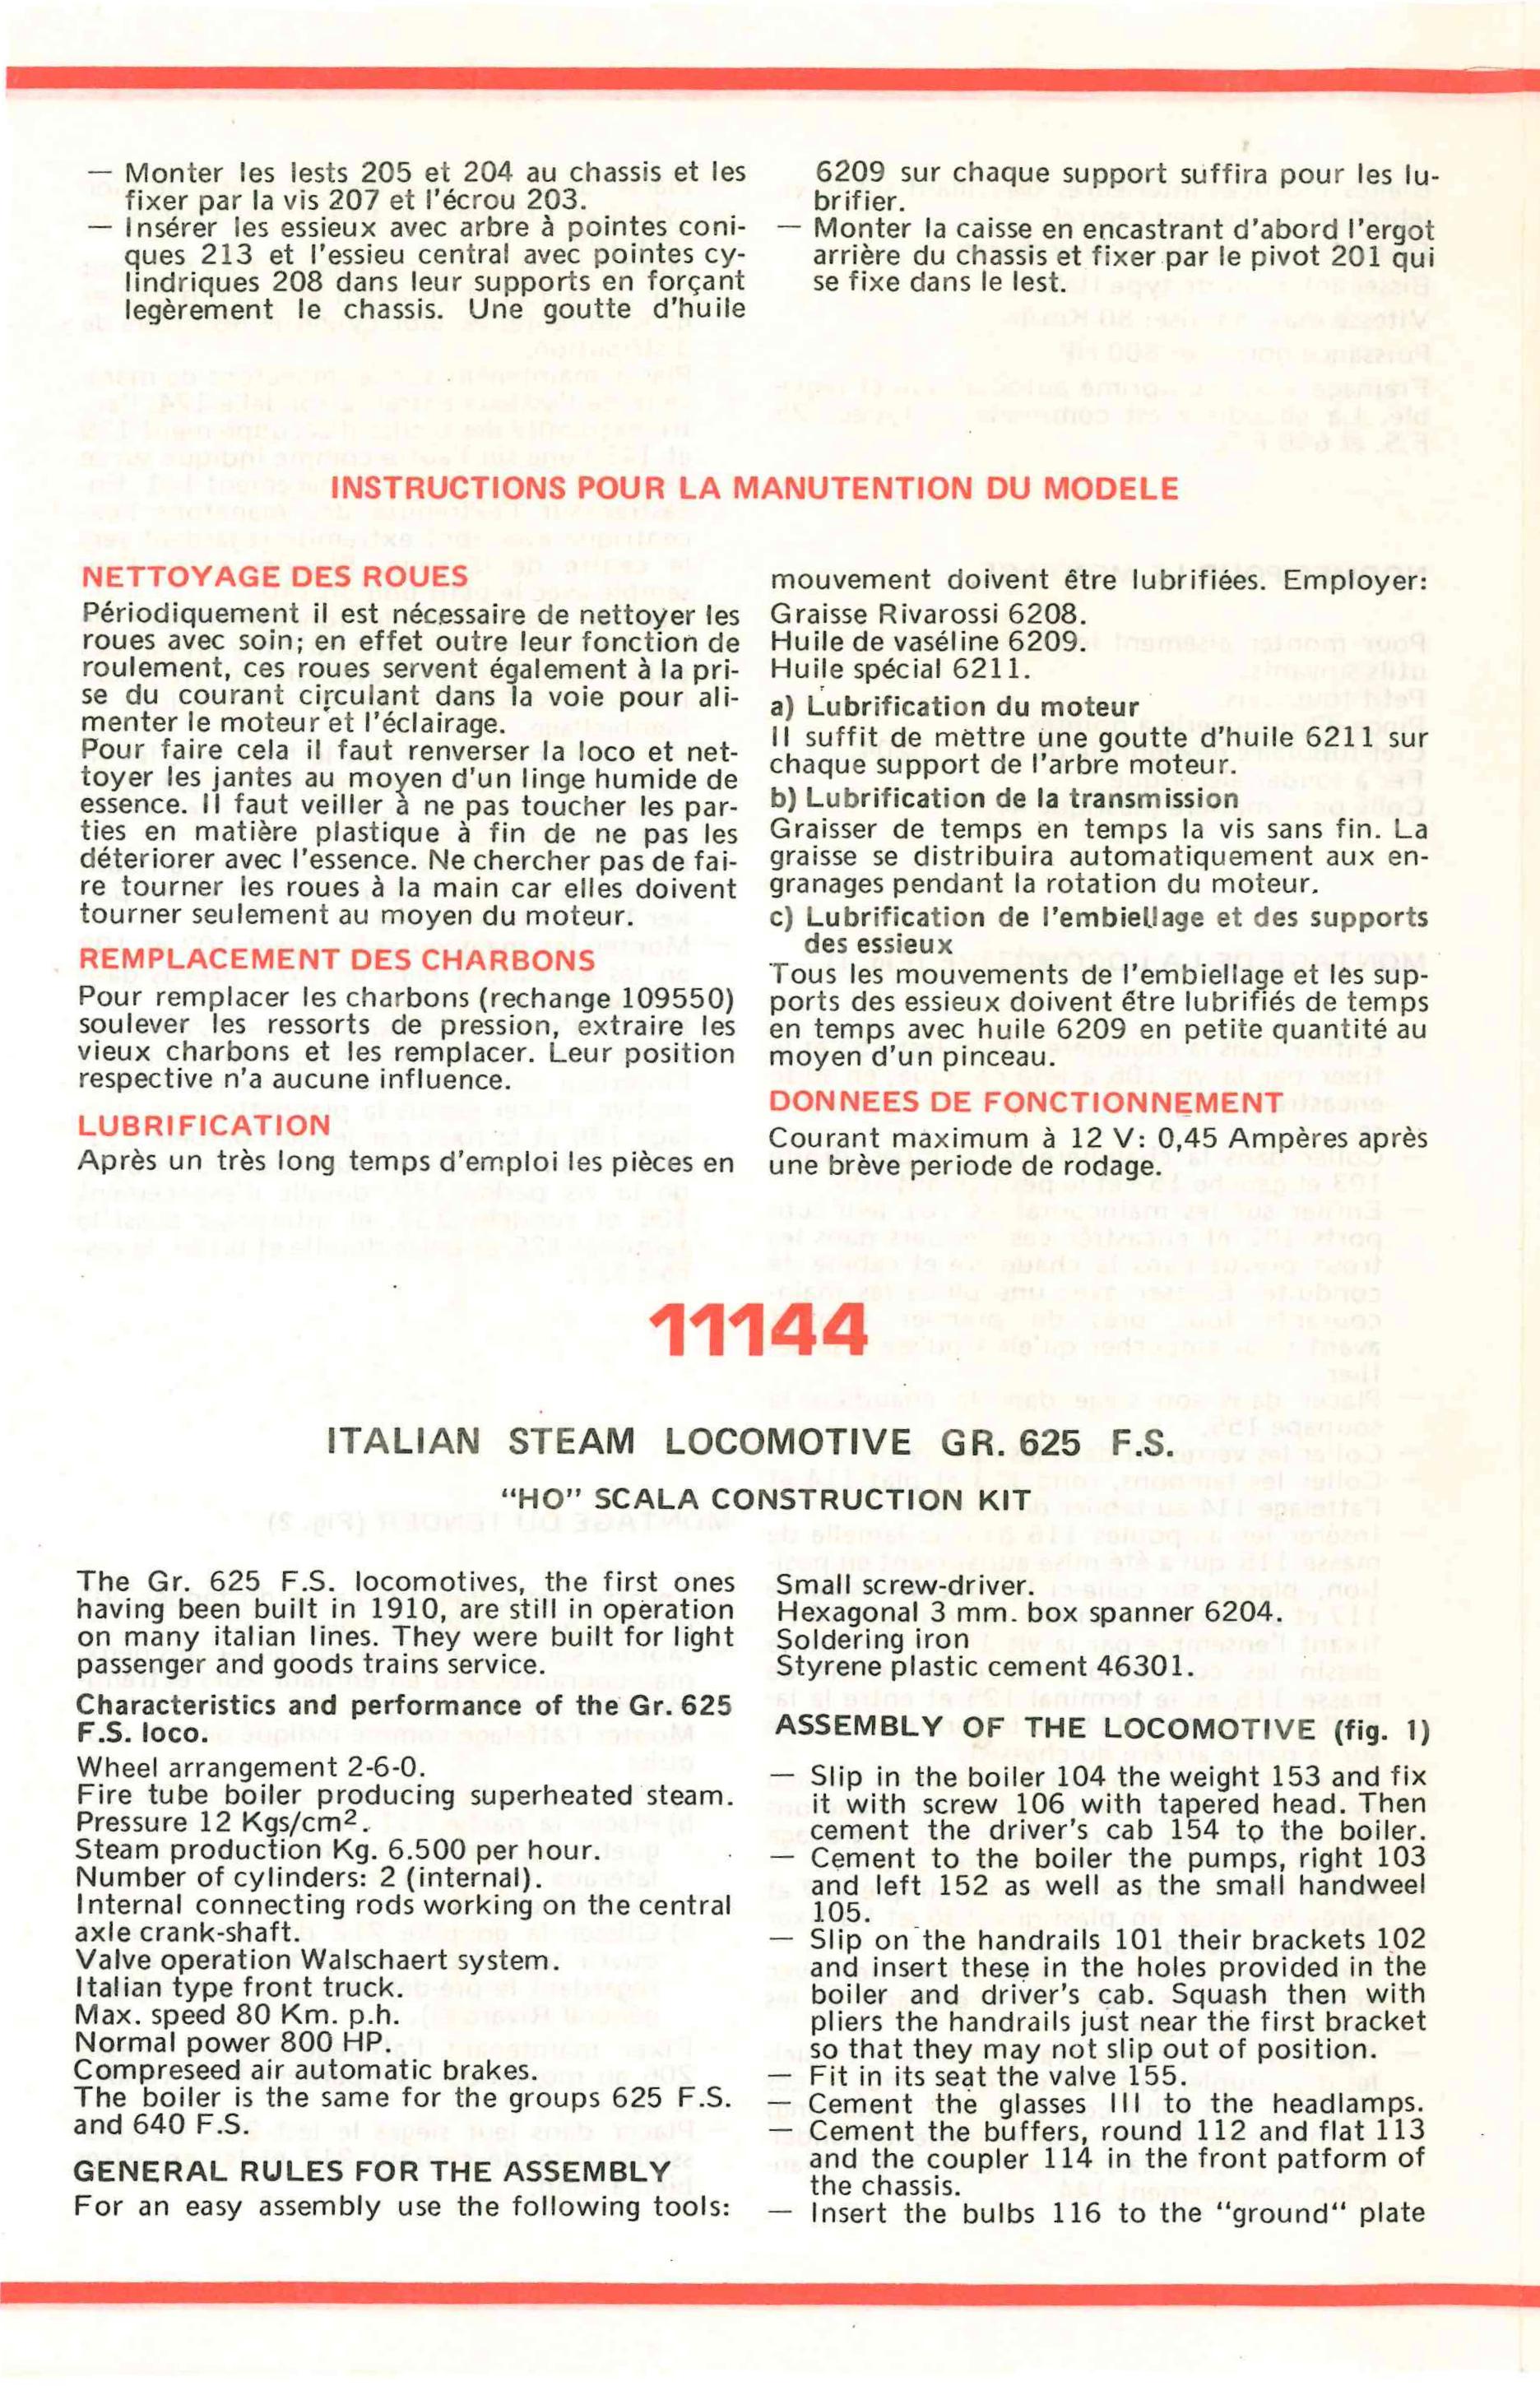 — Monter les lests 205 et 204 au chassis et les
fixer par la vis 207 et l'écrou 203.
— Insérer les essieux avec arbre à pointes coni-
ques 213 et l'essieu central avec pointes cy-
lindriques 208 dans leur supports en forçant
legèrement le chassis. Une goutte d'huile
6209 sur chaque support suffira pour les lu-
brifier.
— Monter la caisse en encastrant d'abord l'ergot
arrière du chassis et fixer par le pivot 201 qui
se fixe dans le lest.
INSTRUCTIONS POUR LA MANUTENTION DU MODELE
NETTOYAGE DES ROUES
Périodiquement il est nécessaire de nettoyer les
roues avec soin; en effet outre leur fonction de
roulement, ces roues servent également à la pri-
se du courant circulant dans la voie pour ali-
menter le moteur et l'éclairage.
Pour faire cela il faut renverser la loco et net-
toyer les jantes au moyen d'un linge humide de
essence. Il faut veiller à ne pas toucher les par-
ties en matière plastique à fin de ne pas les
déteriorer avec l'essence. Ne chercher pas de fai-
re tourner les roues à la main car elles doivent
tourner seulement au moyen du moteur.
REMPLACEMENT DES CHARBONS
Pour remplacer les charbons (rechange 109550)
soulever les ressorts de pression, extraire les
vieux charbons et les remplacer. Leur position
respective n'a aucune influence.
LUBRIFICATION
Après un très long temps d'emploi les pièces en
mouvement doivent être lubrifiées. Employer:
Graisse Rivarossi 6208.
Huile de vaséline 6209.
Huile spécial 6211.
a) Lubrification du moteur
Il suffit de mettre une goutte d'huile 6211 sur
chaque support de l'arbre moteur.
b) Lubrification de la transmission
Graisser de temps en temps la vis sans fin. La
graisse se distribuira automatiquement aux en-
granages pendant la rotation du moteur.
c) Lubrification de l'embiellage et des supports
des essieux
Tous les mouvements de l'embiellage et les sup-
ports des essieux doivent être lubrifiés de temps
en temps avec huile 6209 en petite quantité au
moyen d'un pinceau.
DONNEES DE FONCTIONNEMENT
Courant maximum à 12 V: 0,45 Ampères après
une brève periode de rodage.
11144
ITALIAN STEAM LOCOMOTIVE GR. 625 F.S.
"HO" SCALA CONSTRUCTION KIT
The Gr. 625 F.S. locomotives, the first ones
having been built in 1910, are still in operation
on many italian lines. They were built for light
passenger and goods trains service.
Characteristics and performance of the Gr. 625
F.S. loco.
Wheel arrangement 2-6-0.
Fire tube boiler producing superheated steam.
Pressure 12 Kgs/cm².
Steam production Kg. 6.500 per hour.
Number of cylinders: 2 (internal).
Internal connecting rods working on the central
axle crank-shaft.
Valve operation Walschaert system.
Italian type front truck.
Max. speed 80 Km. p.h.
Normal power 800 HP.
Compreseed air automatic brakes.
The boiler is the same for the groups 625 F.S.
and 640 F.S.
GENERAL RULES FOR THE ASSEMBLY
For an easy assembly use the following tools:
Small screw-driver.
Hexagonal 3 mm. box spanner 6204.
Soldering iron
Styrene plastic cement 46301.
ASSEMBLY OF THE LOCOMOTIVE (fig. 1)
— Slip in the boiler 104 the weight 153 and fix
it with screw 106 with tapered head. Then
cement the driver's cab 154 to the boiler.
— Cement to the boiler the pumps, right 103
and left 152 as well as the small handweel
105.
— Slip on the handrails 101 their brackets 102
and insert these in the holes provided in the
boiler and driver's cab. Squash then with
pliers the handrails just near the first bracket
so that they may not slip out of position.
— Fit in its seat the valve 155.
— Cement the glasses III to the headlamps.
— Cement the buffers, round 112 and flat 113
and the coupler 114 in the front patform of
the chassis.
— Insert the bulbs 116 to the "ground" plate